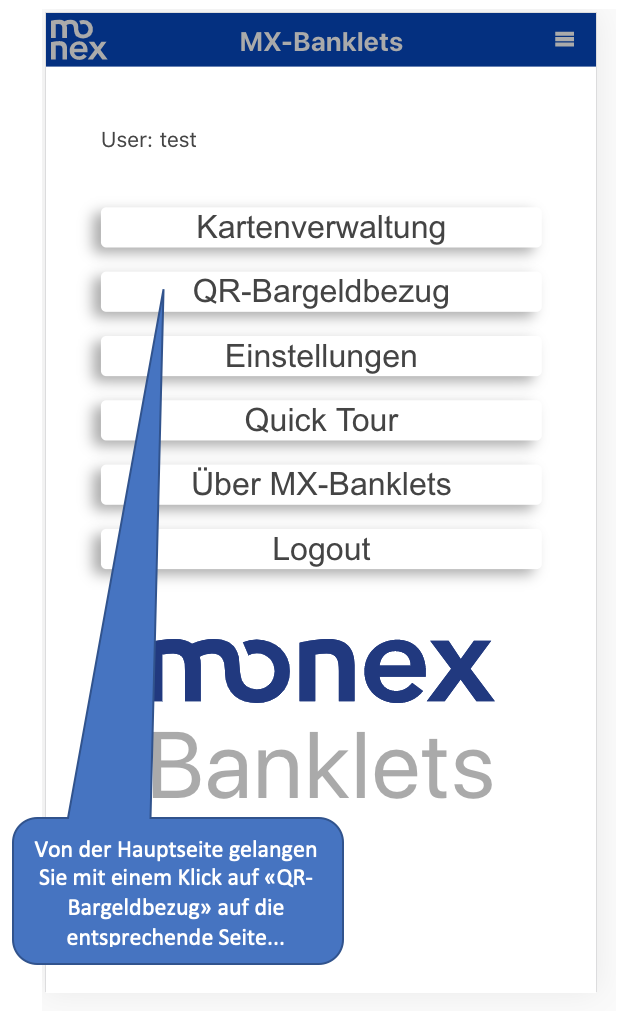 mo
nex
MX-Banklets
User: test
Kartenverwaltung
QR-Bargeldbezug
Einstellungen
Quick Tour
Über MX-Banklets
Logout
monex
Banklets
Von der Hauptseite gelangen
Sie mit einem Klick auf «QR-
Bargeldbezug» auf die
entsprechende Seite...